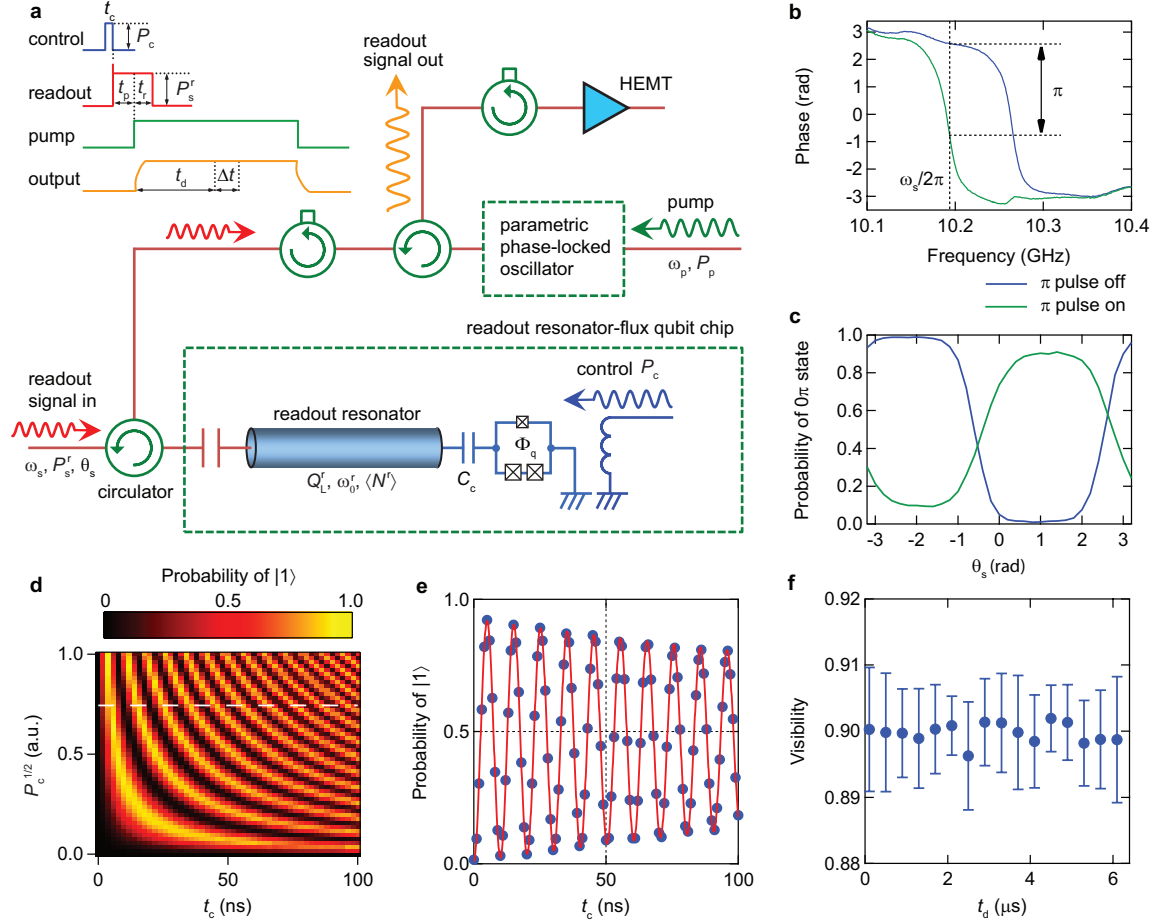 a
t_c
control
P_c
readout
t_p
t_r
P_s^r
pump
output
t_d
Δt
readout
signal out
HEMT
parametric
phase-locked
oscillator
pump
ω_p, P_p
readout resonator-flux qubit chip
readout
signal in
ω_s, P_s^r, θ_s
circulator
readout resonator
Q_L^r, ω_0^r, ⟨N^r⟩
C_c
Φ_q
control P_c
b
Phase (rad)
3
2
1
0
-1
-2
-3
π
ω_s/2π
10.1
10.2
10.3
10.4
Frequency (GHz)
π pulse off
π pulse on
c
Probability of 0π state
1.0
0.8
0.6
0.4
0.2
0.0
-3
-2
-1
0
1
2
3
θ_s (rad)
d
Probability of |1⟩
0
0.5
1.0
P_c^{1/2} (a.u.)
1.0
0.5
0.0
0
50
100
t_c (ns)
e
Probability of |1⟩
1.0
0.5
0.0
0
50
100
t_c (ns)
f
Visibility
0.92
0.91
0.90
0.89
0.88
0
2
4
6
t_d (μs)